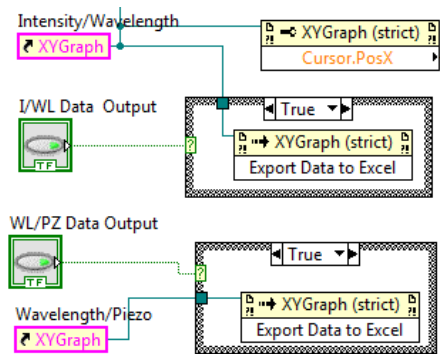 Intensity/Wavelength
XYGraph
XYGraph (strict)
Cursor.PosX
I/WL Data Output
TF
?
True
XYGraph (strict)
Export Data to Excel
WL/PZ Data Output
TF
?
True
XYGraph (strict)
Export Data to Excel
Wavelength/Piezo
XYGraph